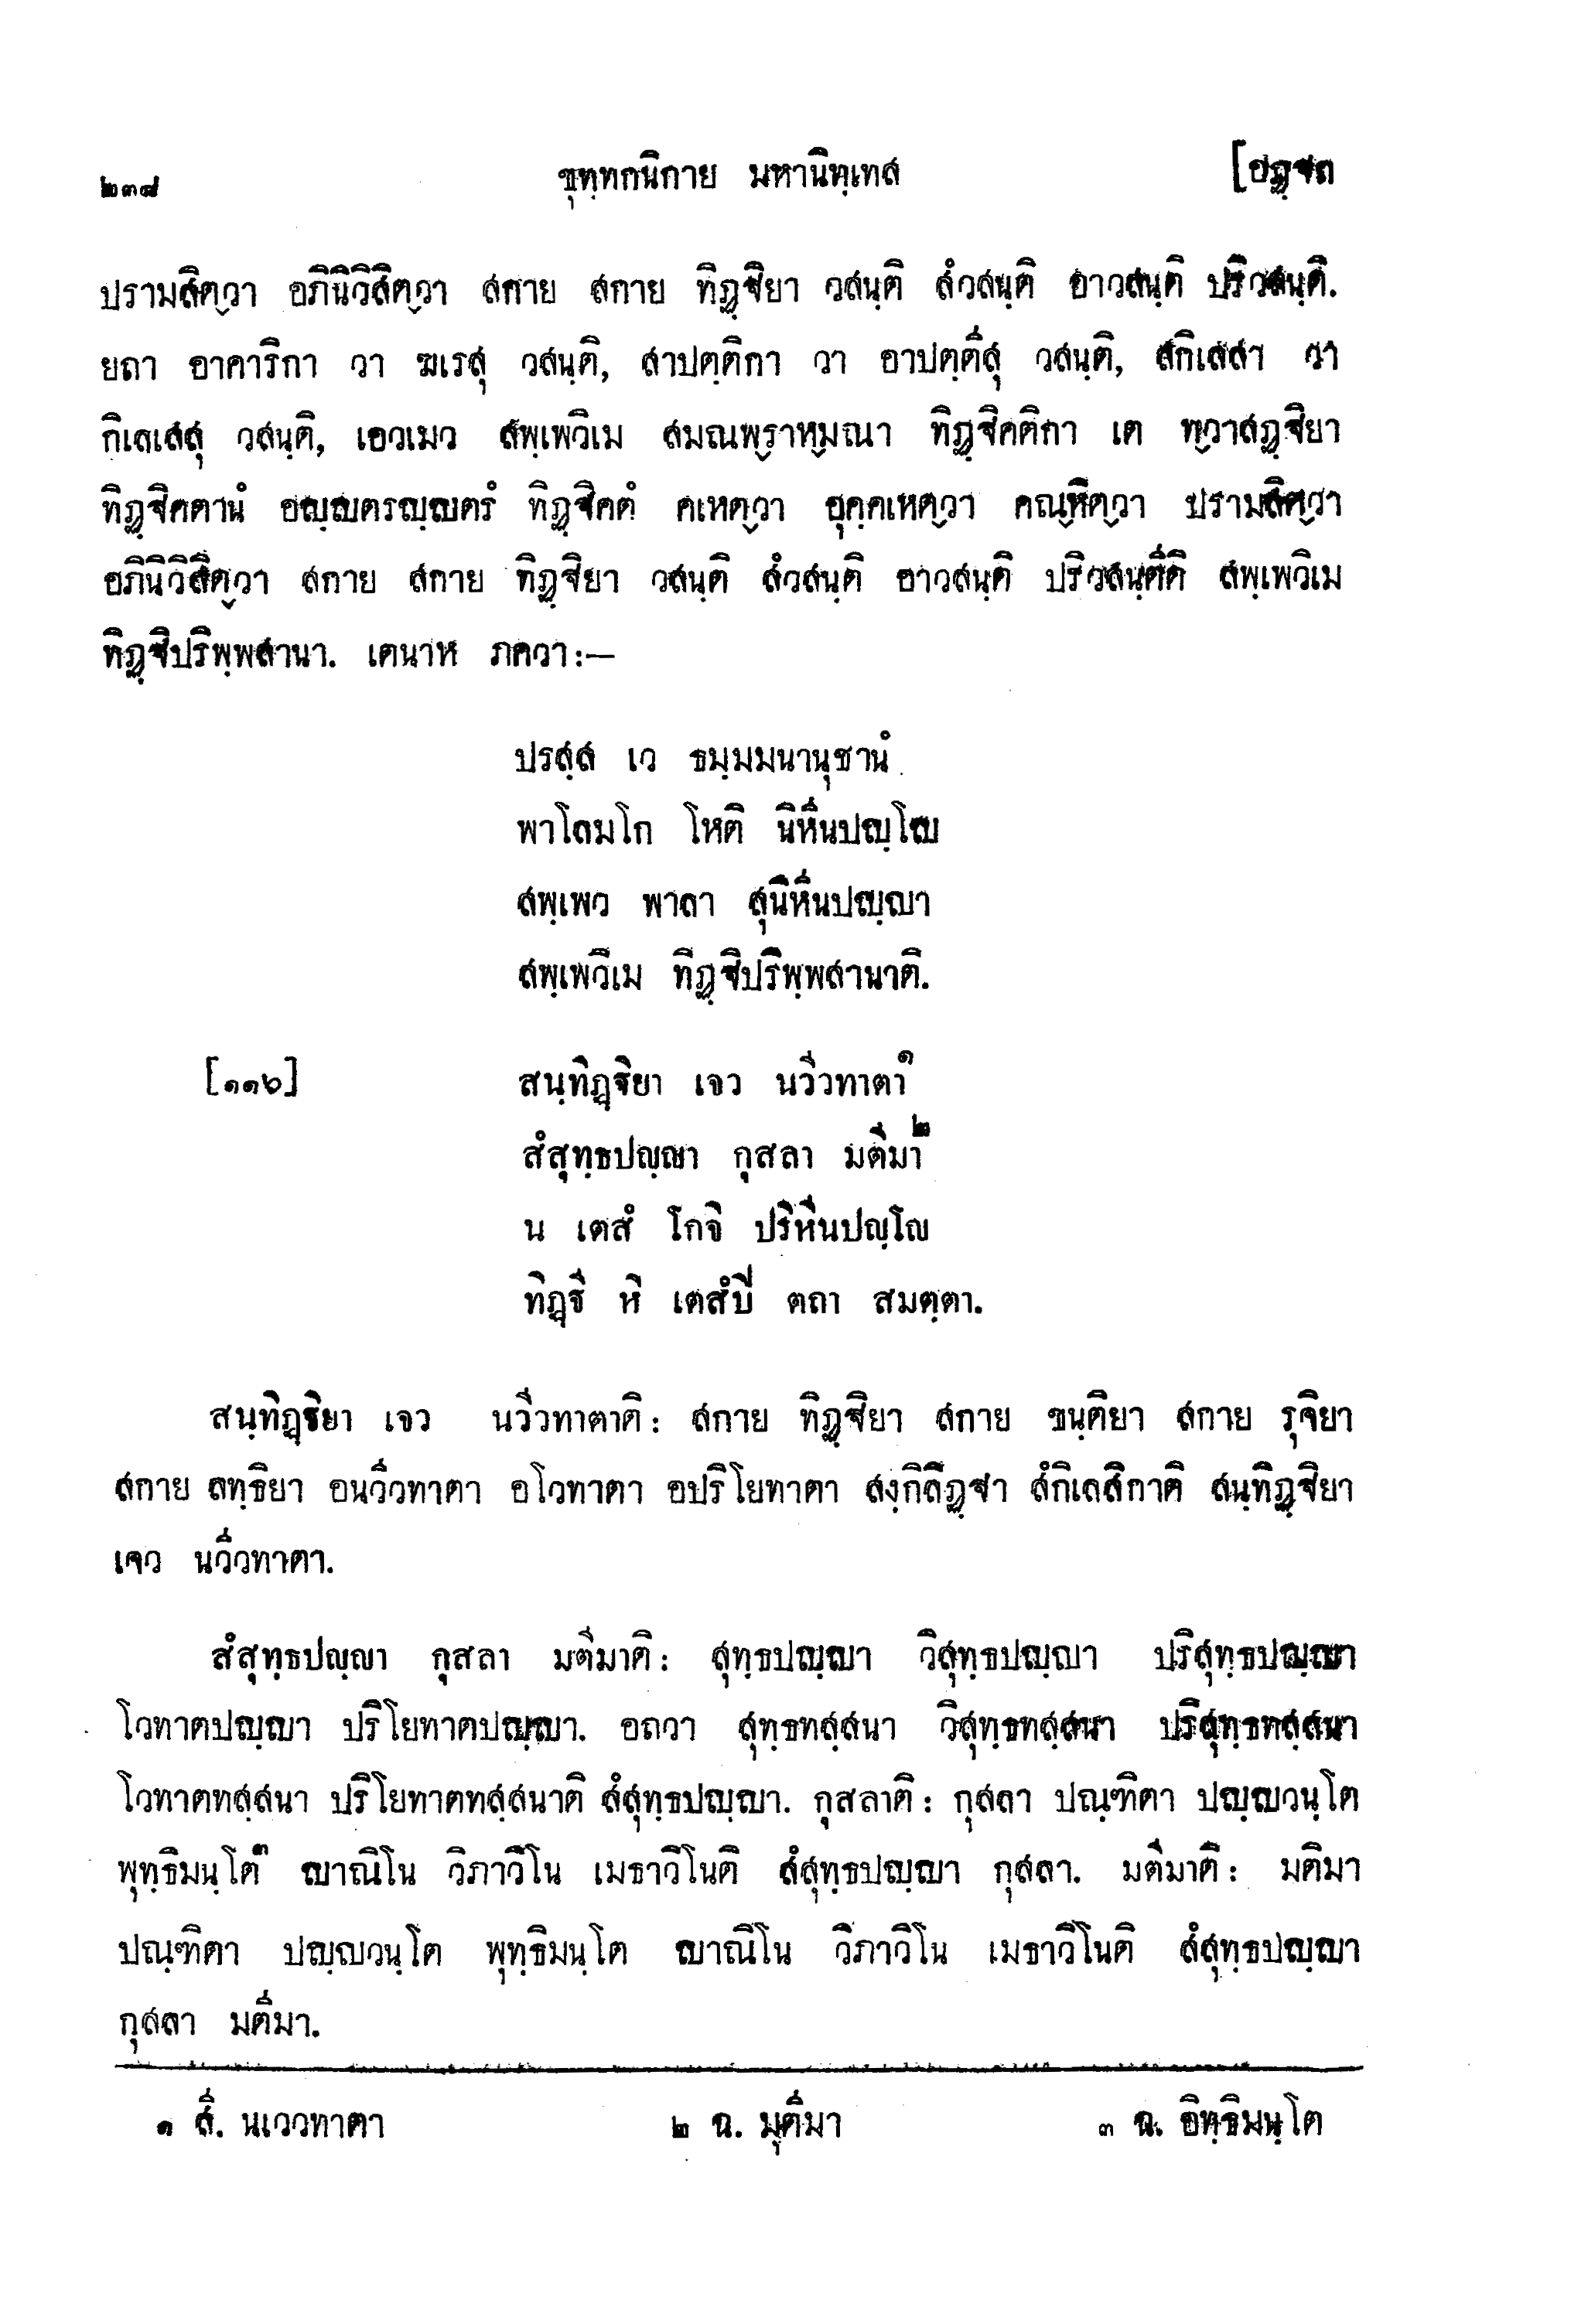 ๒๓๘ ขุทฺทกนิกาย มหานิทฺเทส [อฏฺฐก
ปรามสิตฺวา อภินิวิสิตฺวา สกาย สกาย ทิฏฺฐิยา วสนฺติ สํวสนฺติ อาวสนฺติ ปริวสนฺติ.
ยถา อาคาริกา วา ฆเรสุ วสนฺติ, สาปตฺติกา วา อาปตฺตีสุ วสนฺติ, สกิเลสา วา
กิเลเสสุ วสนฺติ, เอวเมว สพฺเพวิเม สมณพฺราหฺมณา ทิฏฺฐิคติกา เต ทฺวาสฏฺฐิยา
ทิฏฺฐิคตานํ อญฺญตรญฺญตรํ ทิฏฺฐิคตํ คเหตฺวา อุคฺคเหตฺวา คณฺหิตฺวา ปรามสิตฺวา
อภินิวิสิตฺวา สกาย สกาย ทิฏฺฐิยา วสนฺติ สํวสนฺติ อาวสนฺติ ปริวสนฺตีติ สพฺเพวิเม
ทิฏฺฐิปริพฺพสานา. เตนาห ภควา:—
ปรสฺส เว ธมฺมมนานุชานํ
พาโลมโก โหติ นิหีนปญฺโญ
สพฺเพว พาลา สุนิหีนปญฺญา
สพฺเพวิเม ทิฏฺฐิปริพฺพสานาติ.
[๑๑๖] สนฺทิฏฺฐิยา เจว นวีวทาตา๑
สํสุทฺธปญฺญา กุสลา มตีมา๒
น เตสํ โกจิ ปริหีนปญฺโญ
ทิฏฺฐี หิ เตสํปิ ตถา สมตฺตา.
สนฺทิฏฺฐิยา เจว นวีวทาตาติ: สกาย ทิฏฺฐิยา สกาย ขนฺติยา สกาย รุจิยา
สกาย ลทฺธิยา อนวีวทาตา อโวทาตา อปริโยทาตา สงฺกิลิฏฺฐา สํกิเลสิกาติ สนฺทิฏฺฐิยา
เจว นวีวทาตา.
สํสุทฺธปญฺญา กุสลา มตีมาติ: สุทฺธปญฺญา วิสุทฺธปญฺญา ปริสุทฺธปญฺญา
โวทาตปญฺญา ปริโยทาตปญฺญา. อถวา สุทฺธทสฺสนา วิสุทฺธทสฺสนา ปริสุทฺธทสฺสนา
โวทาตทสฺสนา ปริโยทาตทสฺสนาติ สํสุทฺธปญฺญา. กุสลาติ: กุสลา ปณฺฑิตา ปญฺญวนฺโต
พุทฺธิมนฺโต๓ ญาณิโน วิภาวิโน เมธาวิโนติ สํสุทฺธปญฺญา กุสลา. มตีมาติ: มติมา
ปณฺฑิตา ปญฺญวนฺโต พุทฺธิมนฺโต ญาณิโน วิภาวิโน เมธาวิโนติ สํสุทฺธปญฺญา
กุสลา มตีมา.
๑ สี. นเววทาตา ๒ ฉ. มุตีมา ๓ ฉ. อิทฺธิมนฺโต